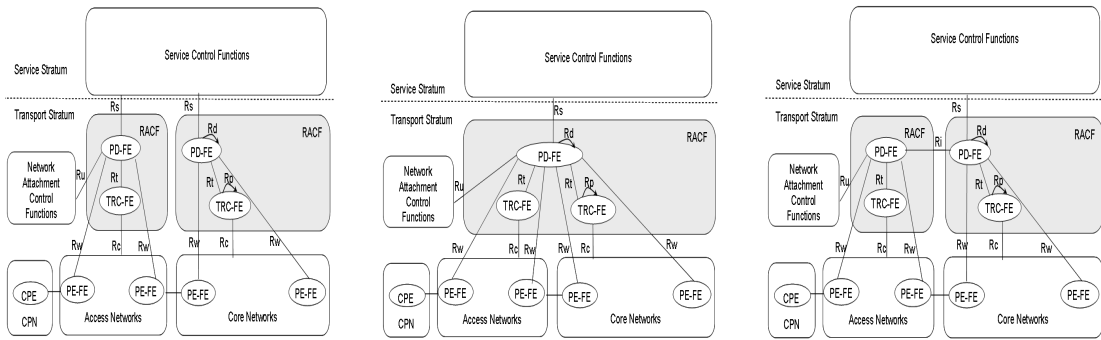 Service Control Functions
Service Stratum
Rs
Rs
Transport Stratum
RACF
RACF
Rd
PD-FE
PD-FE
Network
Attachment
Control
Functions
Ru
Rt
Rt
Rp
TRC-FE
TRC-FE
Rw
Rc
Rw
Rw
Rc
Rw
CPE
CPN
PE-FE
PE-FE
Access Networks
PE-FE
PE-FE
Core Networks
Service Control Functions
Service Stratum
Rs
Transport Stratum
RACF
Rd
PD-FE
Network
Attachment
Control
Functions
Ru
Rt
Rt
Rp
TRC-FE
TRC-FE
Rw
Rc
Rw
Rw
Rc
Rw
CPE
CPN
PE-FE
PE-FE
Access Networks
PE-FE
PE-FE
Core Networks
Service Control Functions
Service Stratum
Rs
Transport Stratum
RACF
RACF
Ri
Rd
PD-FE
PD-FE
Network
Attachment
Control
Functions
Ru
Rt
Rt
Rp
TRC-FE
TRC-FE
Rw
Rc
Rw
Rw
Rc
Rw
CPE
CPN
PE-FE
PE-FE
Access Networks
PE-FE
PE-FE
Core Networks